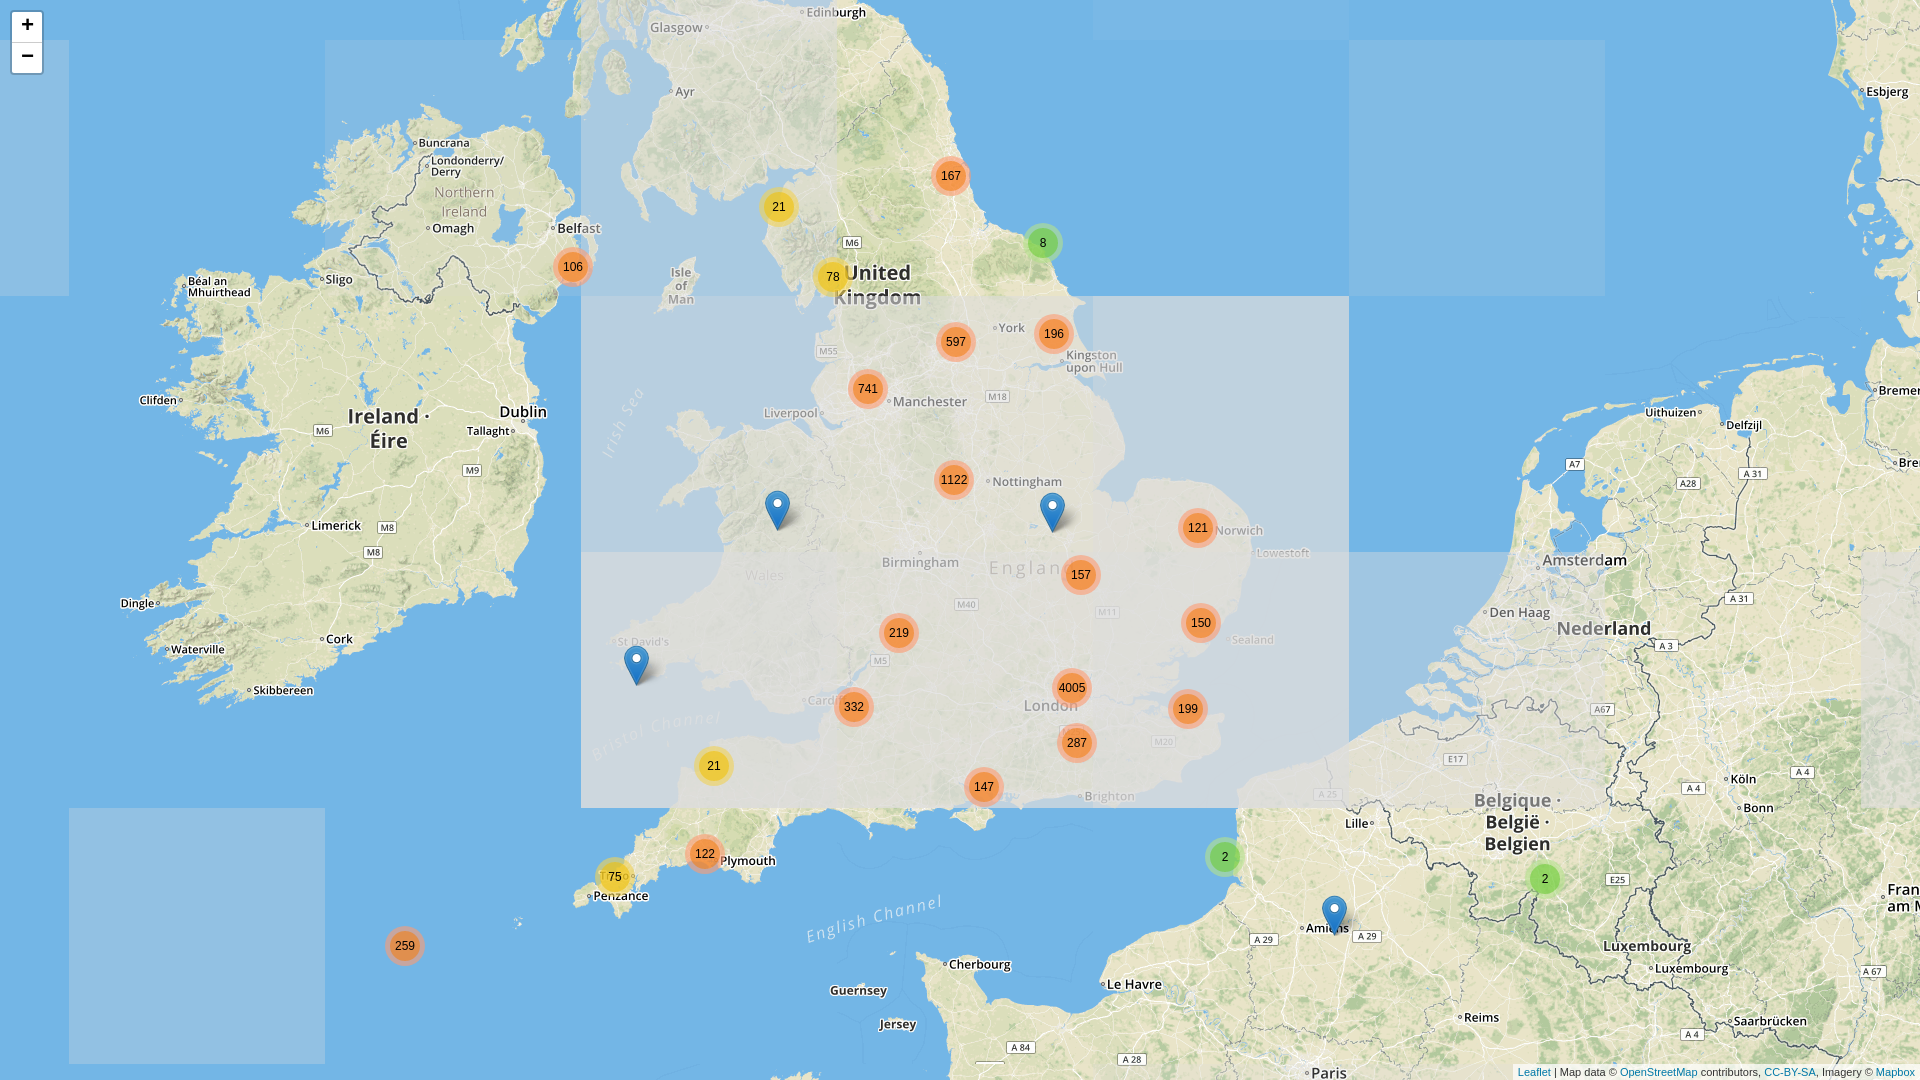 +
−
Glasgow
Edinburgh
Ayr
Esbjerg
Buncrana
Londonderry/
Derry
Northern
Ireland
Omagh
Belfast
167
21
M6
8
106
Sligo
Béal an
Mhuirthead
Isle
of
Man
78
United
Kingdom
York
196
597
M55
Kingston
upon Hull
741
Manchester
M18
Liverpool
Irish Sea
Clifden
Ireland ·
Éire
Dublin
Tallaght
M6
M9
Uithuizen
Delfzijl
A7
A 31
A28
1122
Nottingham
Limerick
M8
M8
121
Norwich
Lowestoft
Birmingham
Wales
157
Amsterdam
Dingle
M40
M11
A 31
Den Haag
Nederland
Cork
Waterville
219
150
Sealand
St David's
A 3
M5
Skibbereen
4005
London
332
199
A67
Bristol Channel
287
M20
E17
21
147
Brighton
A 25
Köln
A 4
A 4
Bonn
Belgique ·
België ·
Belgien
Lille
122
Plymouth
2
75
Penzance
2
E25
English Channel
Amiens
A 29
A 29
259
Luxembourg
Luxembourg
Cherbourg
A 67
Le Havre
Guernsey
Jersey
Reims
Saarbrücken
A 4
A 84
A 28
Paris
Leaflet | Map data © OpenStreetMap contributors, CC-BY-SA, Imagery © Mapbox